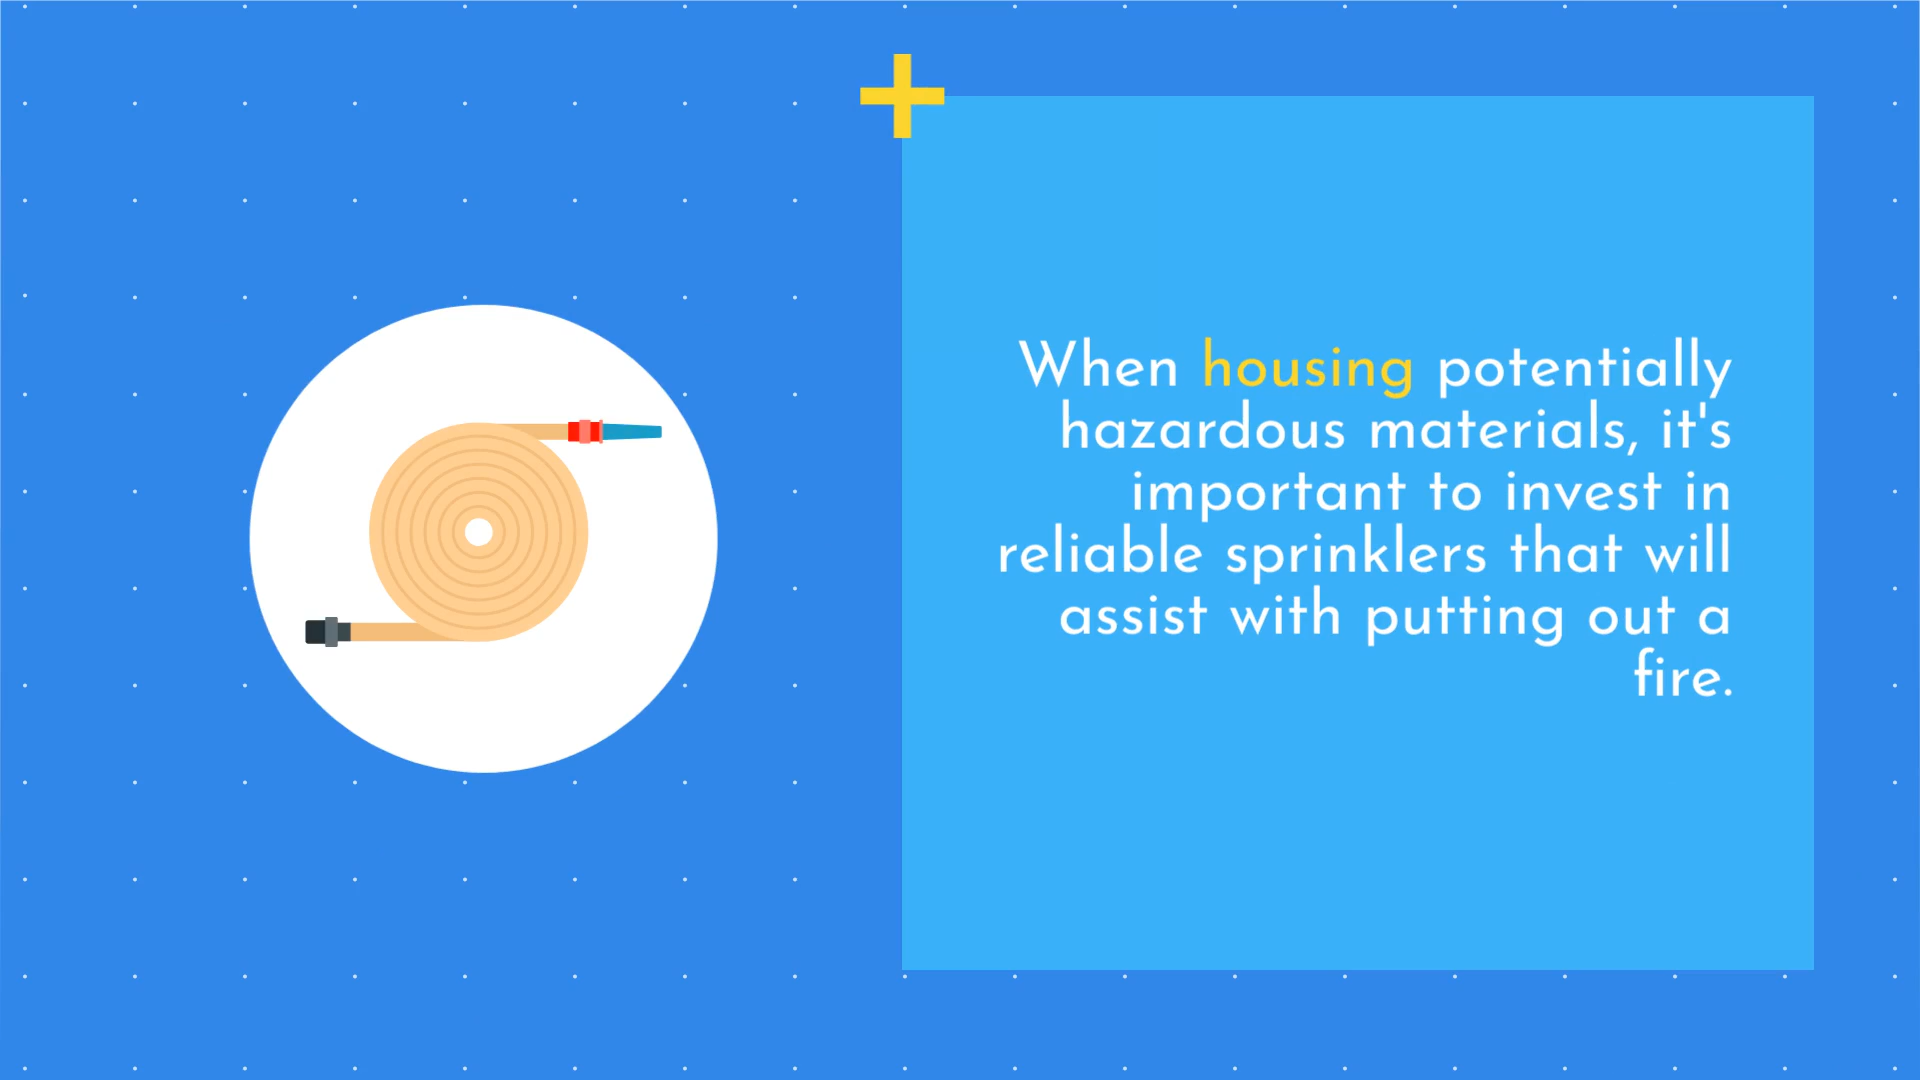 When housing potentially
hazardous materials, it's
important to invest in
reliable sprinklers that will
assist with putting out a
fire.